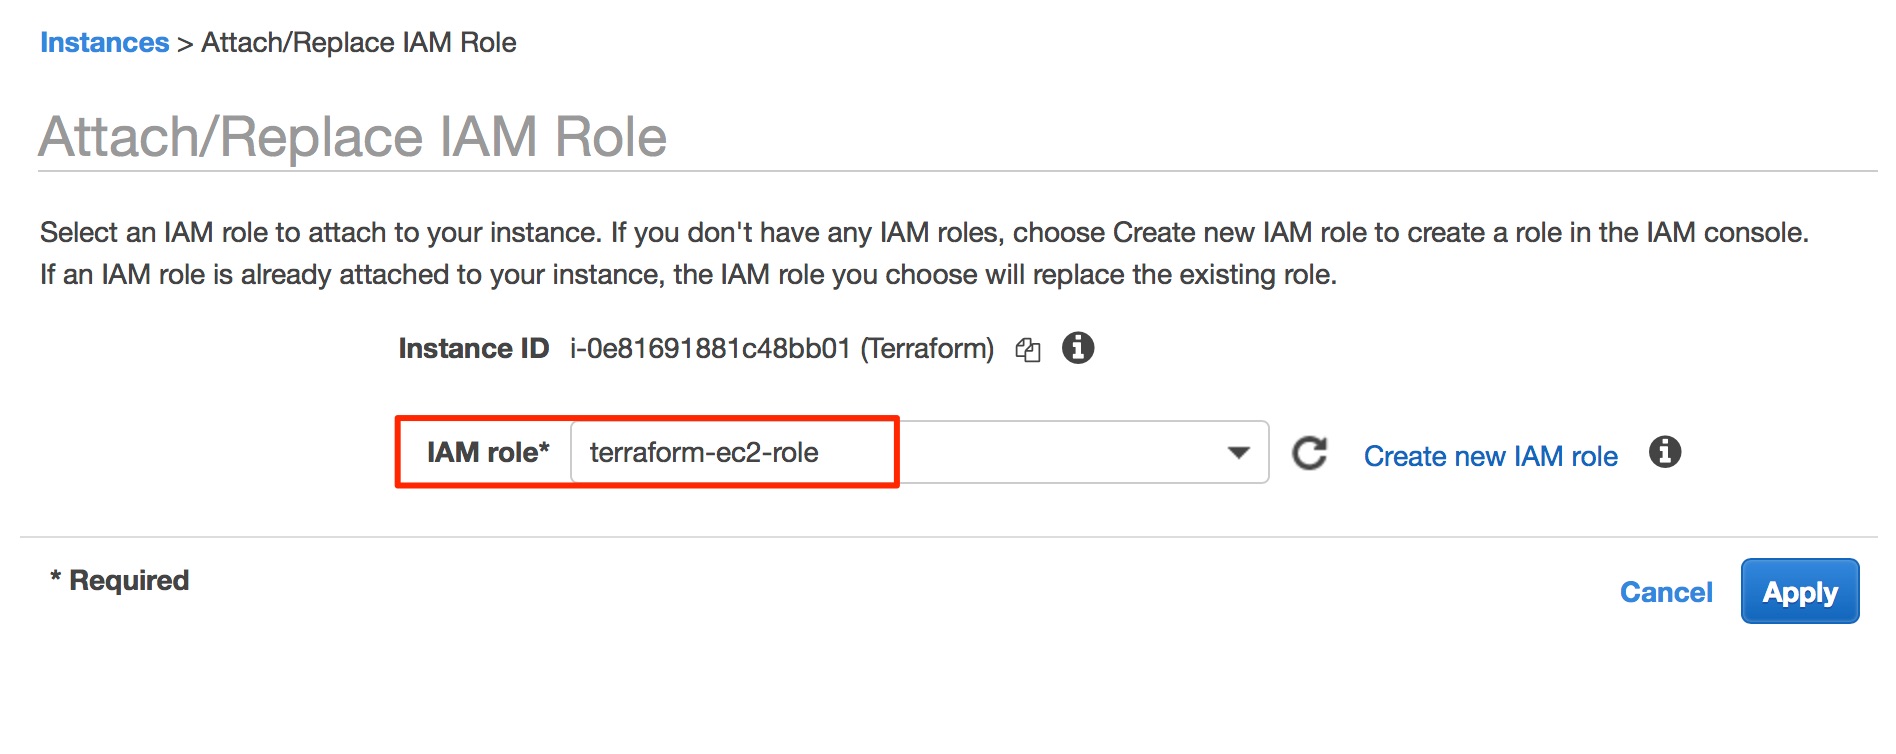 Instances > Attach/Replace IAM Role
Attach/Replace IAM Role
Select an IAM role to attach to your instance. If you don't have any IAM roles, choose Create new IAM role to create a role in the IAM console.
If an IAM role is already attached to your instance, the IAM role you choose will replace the existing role.
Instance ID i-0e81691881c48bb01 (Terraform)
IAM role* terraform-ec2-role Create new IAM role
* Required
Cancel Apply